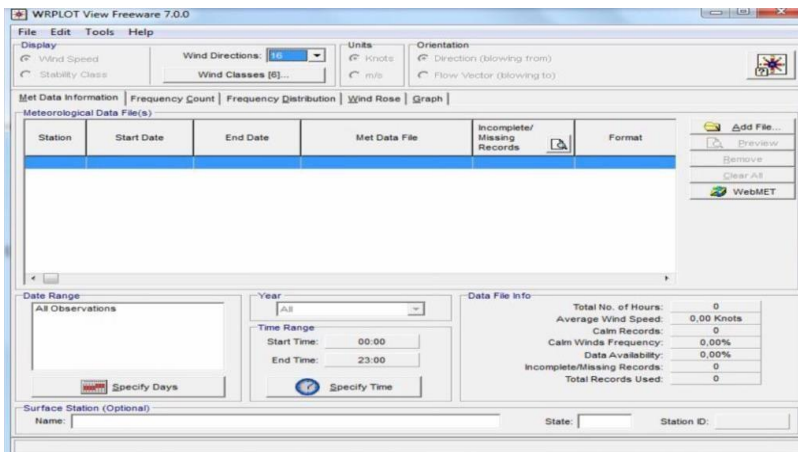 WRPLOT View Freeware 7.0.0
File Edit Tools Help
Display
Wind Speed
Stability Class
Wind Directions: 16
Wind Classes [6]...
Units
Knots
m/s
Orientation
Direction (blowing from)
Flow Vector (blowing to)
Met Data Information Frequency Count Frequency Distribution Wind Rose Graph
Meteorological Data File(s)
Station Start Date End Date Met Data File Incomplete/ Missing Records Format
Add File...
Preview
Remove
Clear All
WebMET
Date Range
All Observations
Specify Days
Year
All
Time Range
Start Time: 00:00
End Time: 23:00
Specify Time
Data File Info
Total No. of Hours: 0
Average Wind Speed: 0,00 Knots
Calm Records: 0
Calm Winds Frequency: 0,00%
Data Availability: 0,00%
Incomplete/Missing Records: 0
Total Records Used: 0
Surface Station (Optional)
Name: State: Station ID: